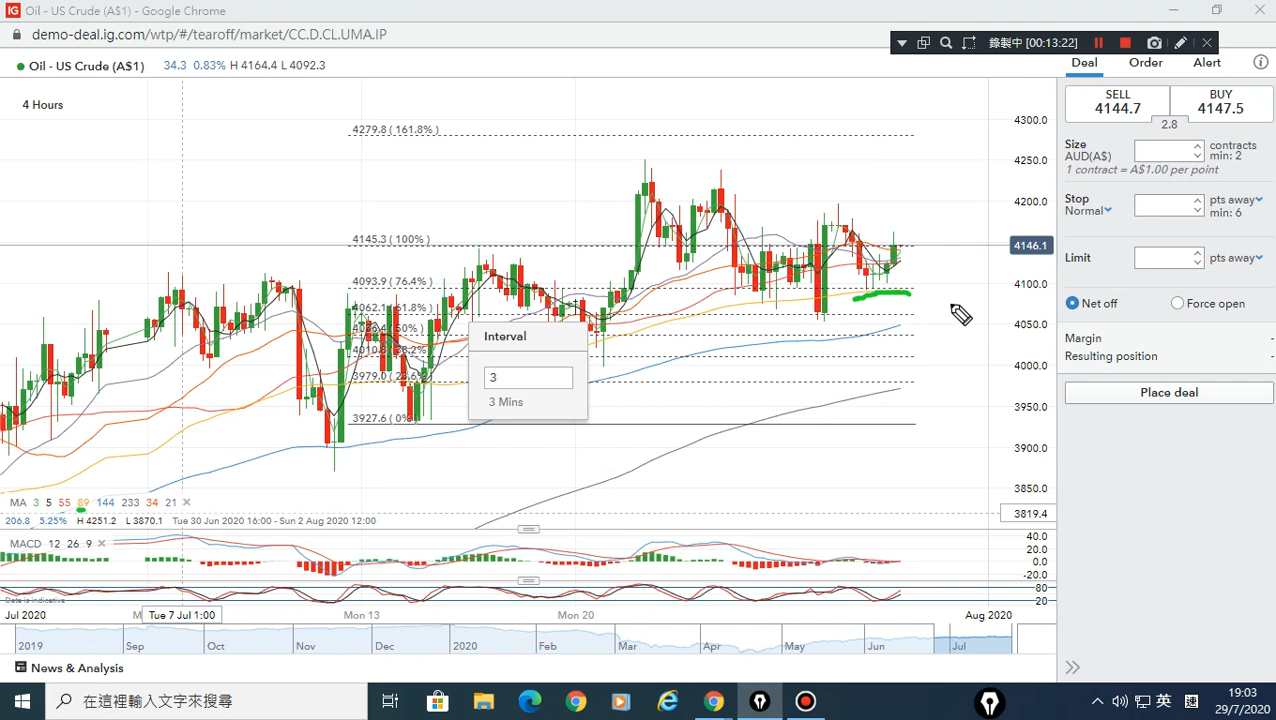 IG Oil - US Crude (A$1) - Google Chrome
demo-deal.ig.com/wtp/#/tearoff/market/CC.D.CL.UMA.IP
錄製中 [00:13:22]
Oil - US Crude (A$1) 34.3 0.83% H 4164.4 L 4092.3
Deal Order Alert
4 Hours
SELL 4144.7
BUY 4147.5
2.8
Size AUD(A$) contracts min: 2
1 contract = A$1.00 per point
Stop Normal pts away min: 6
Limit pts away
Net off Force open
Margin -
Resulting position -
Place deal
4279.8 ( 161.8% )
4145.3 ( 100% )
4093.9 ( 76.4% )
3979.0 ( 23.6%
3927.6 ( 0%
4300.0
4250.0
4200.0
4146.1
4100.0
4050.0
4000.0
3950.0
3900.0
3850.0
3819.4
Interval
3
3 Mins
MA 3 5 55 89 144 233 34 21
206.8 5.25% H 4251.2 L 3870.1 Tue 30 Jun 2020 16:00 - Sun 2 Aug 2020 12:00
MACD 12 26 9
40.0
20.0
0.0
-20.0
80
20
Data is indicative
Jul 2020 M Tue 7 Jul 1:00 Mon 13 Mon 20 Aug 2020
2019 Sep Oct Nov Dec 2020 Feb Mar Apr May Jun Jul
News & Analysis
在這裡輸入文字來搜尋
英
19:03
29/7/2020